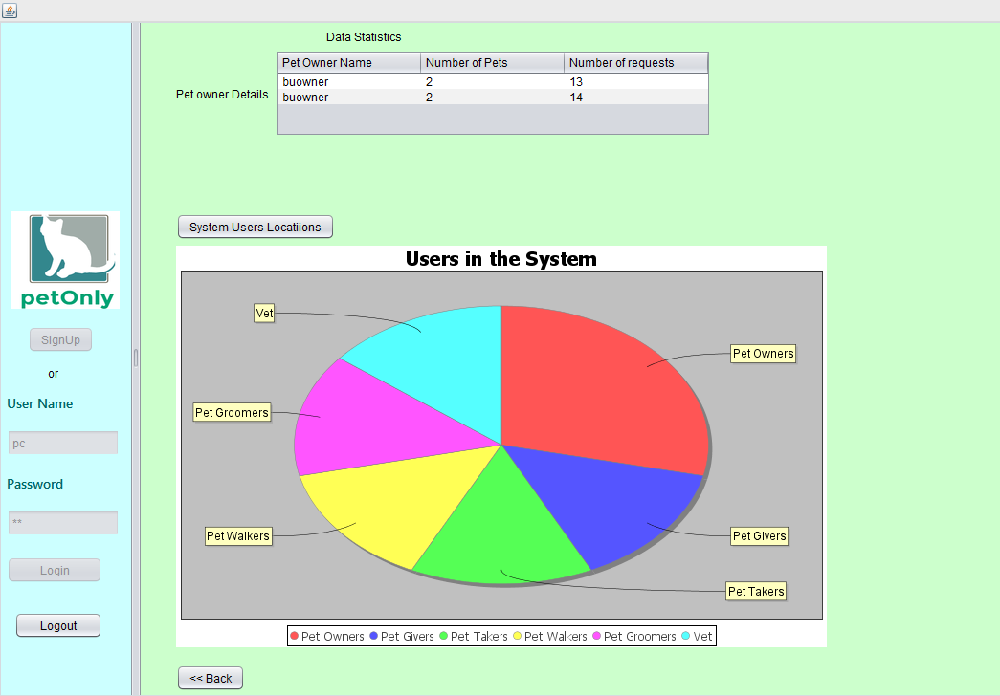 Data Statistics
Pet Owner Name Number of Pets Number of requests
Pet owner Details
buowner 2 13
buowner 2 14
petOnly
SignUp
or
User Name
pc
Password
**
Login
Logout
System Users Locatiions
Users in the System
Vet
Pet Owners
Pet Groomers
Pet Walkers
Pet Givers
Pet Takers
Pet Owners Pet Givers Pet Takers Pet Walkers Pet Groomers Vet
<< Back